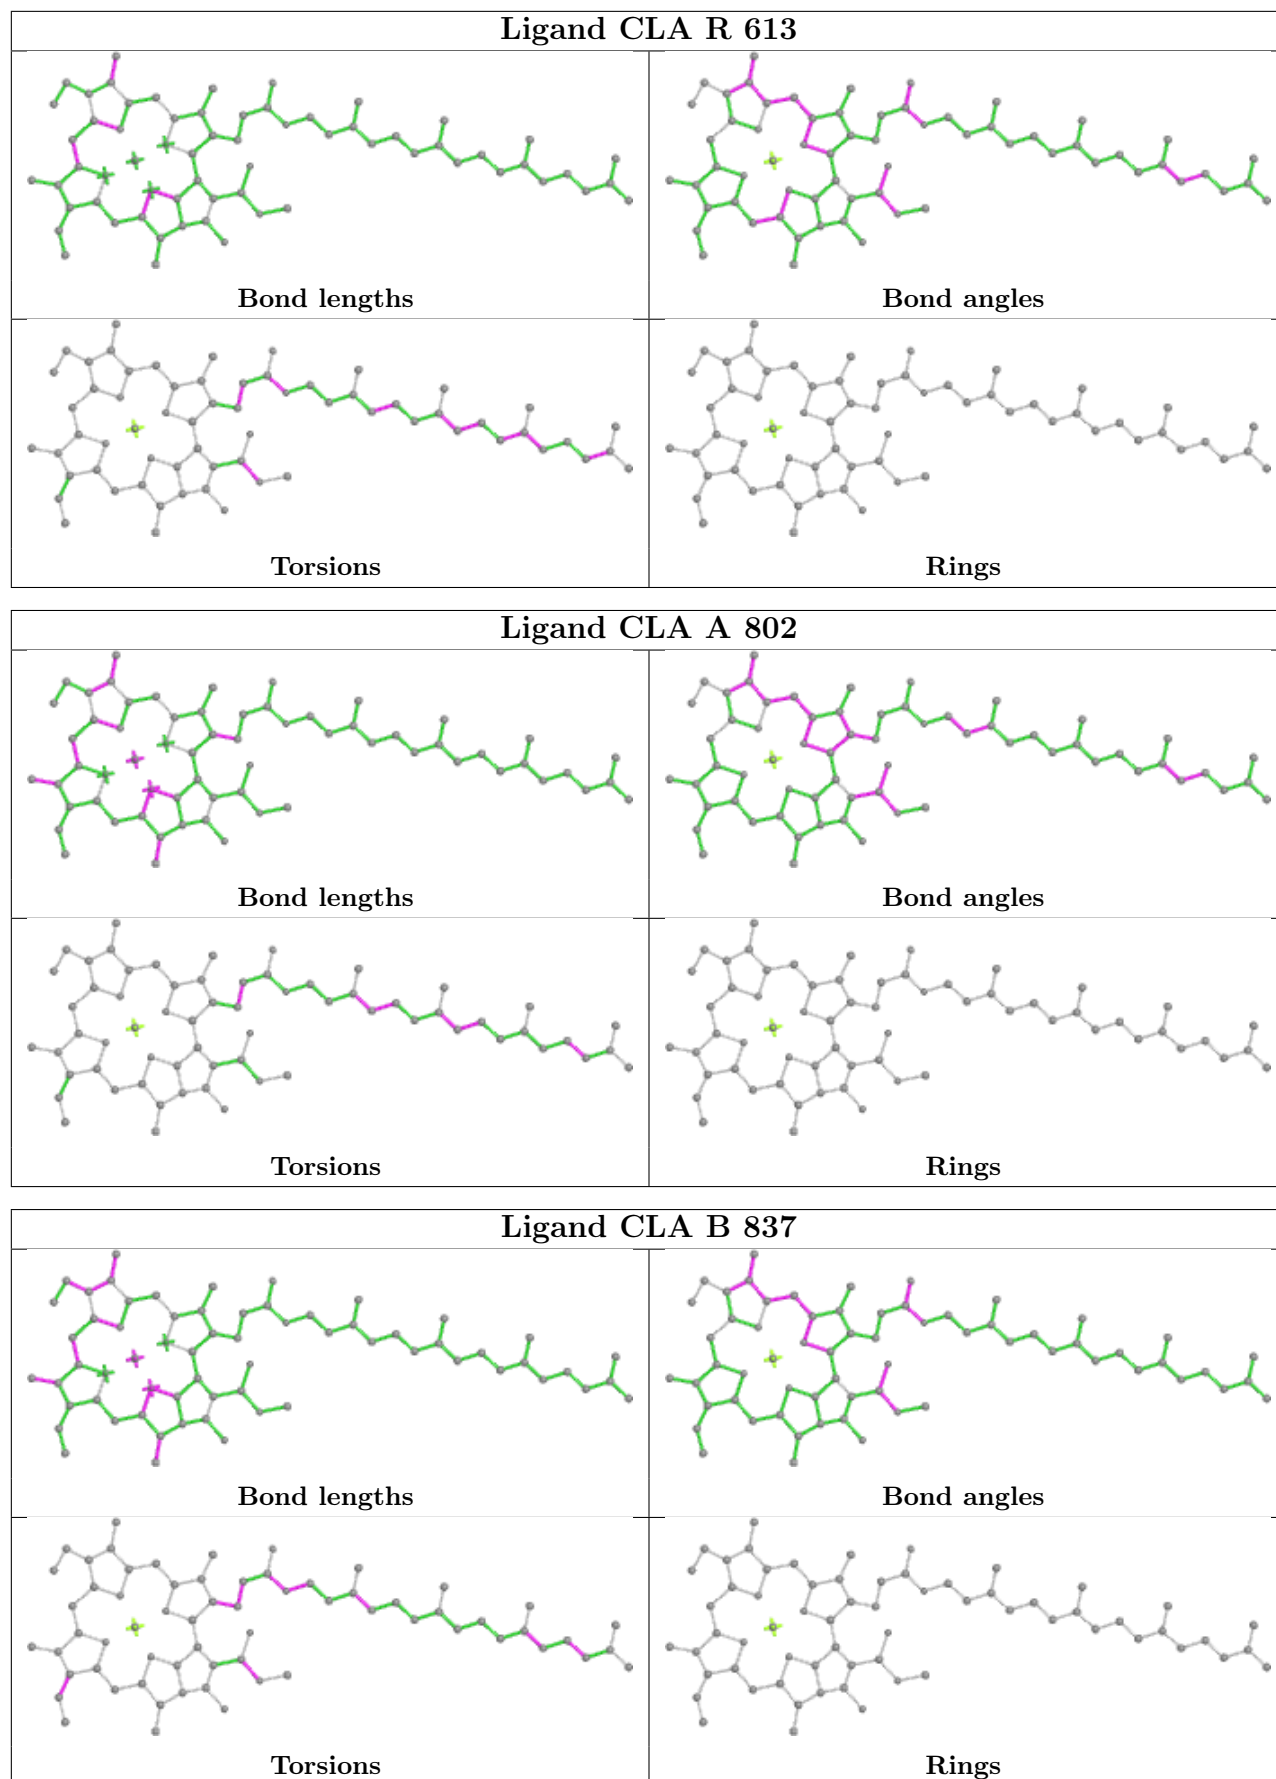 Ligand CLA R 613
Bond lengths
Bond angles
Torsions
Rings
Ligand CLA A 802
Bond lengths
Bond angles
Torsions
Rings
Ligand CLA B 837
Bond lengths
Bond angles
Torsions
Rings